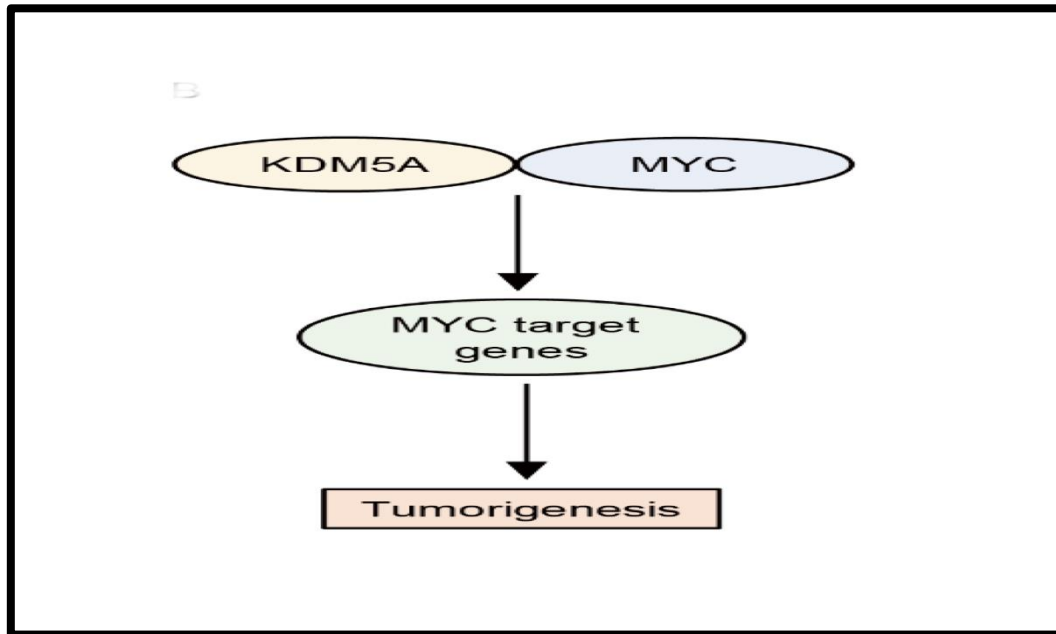 B
KDM5A
MYC
MYC target
genes
Tumorigenesis